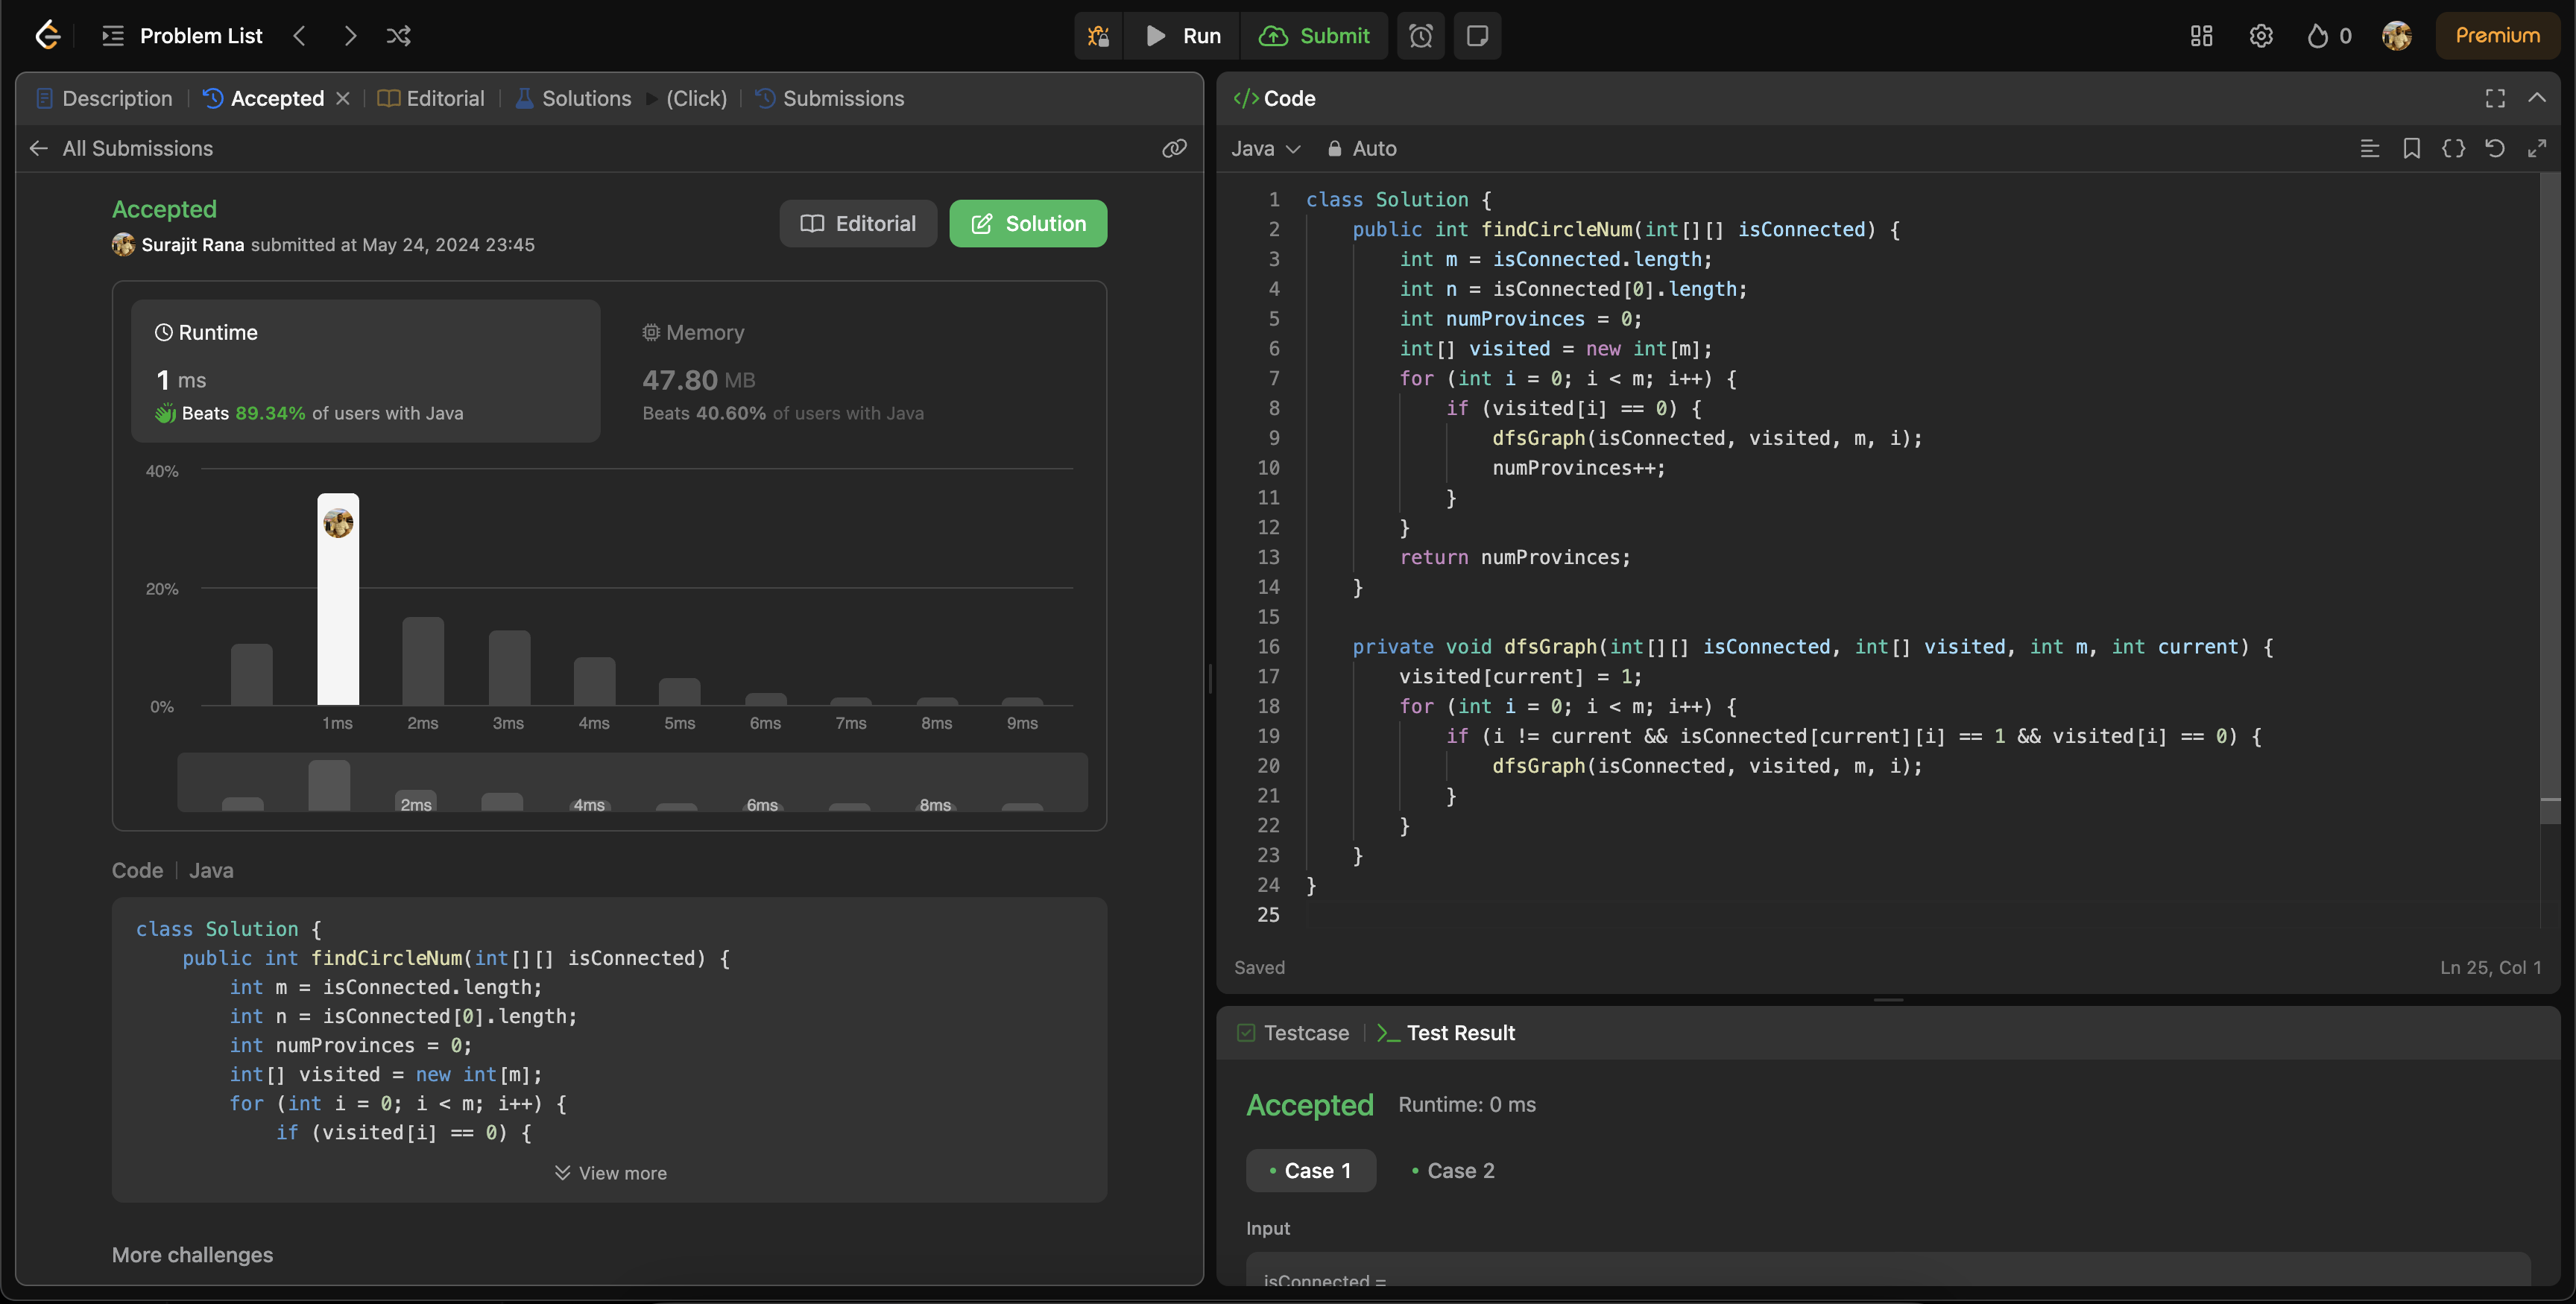 Problem List
Run
Submit
0
Premium
Description
Accepted
Editorial
Solutions
(Click)
Submissions
All Submissions
Accepted
Surajit Rana submitted at May 24, 2024 23:45
Editorial
Solution
Runtime
1 ms
Beats 89.34% of users with Java
Memory
47.80 MB
Beats 40.60% of users with Java
40%
20%
0%
1ms 2ms 3ms 4ms 5ms 6ms 7ms 8ms 9ms
2ms 4ms 6ms 8ms
Code Java
class Solution {
    public int findCircleNum(int[][] isConnected) {
        int m = isConnected.length;
        int n = isConnected[0].length;
        int numProvinces = 0;
        int[] visited = new int[m];
        for (int i = 0; i < m; i++) {
            if (visited[i] == 0) {
View more
More challenges
</> Code
Java Auto
1 class Solution {
2     public int findCircleNum(int[][] isConnected) {
3         int m = isConnected.length;
4         int n = isConnected[0].length;
5         int numProvinces = 0;
6         int[] visited = new int[m];
7         for (int i = 0; i < m; i++) {
8             if (visited[i] == 0) {
9                 dfsGraph(isConnected, visited, m, i);
10                 numProvinces++;
11             }
12         }
13         return numProvinces;
14     }
15
16     private void dfsGraph(int[][] isConnected, int[] visited, int m, int current) {
17         visited[current] = 1;
18         for (int i = 0; i < m; i++) {
19             if (i != current && isConnected[current][i] == 1 && visited[i] == 0) {
20                 dfsGraph(isConnected, visited, m, i);
21             }
22         }
23     }
24 }
25
Saved
Ln 25, Col 1
Testcase
Test Result
Accepted Runtime: 0 ms
Case 1
Case 2
Input
isConnected =